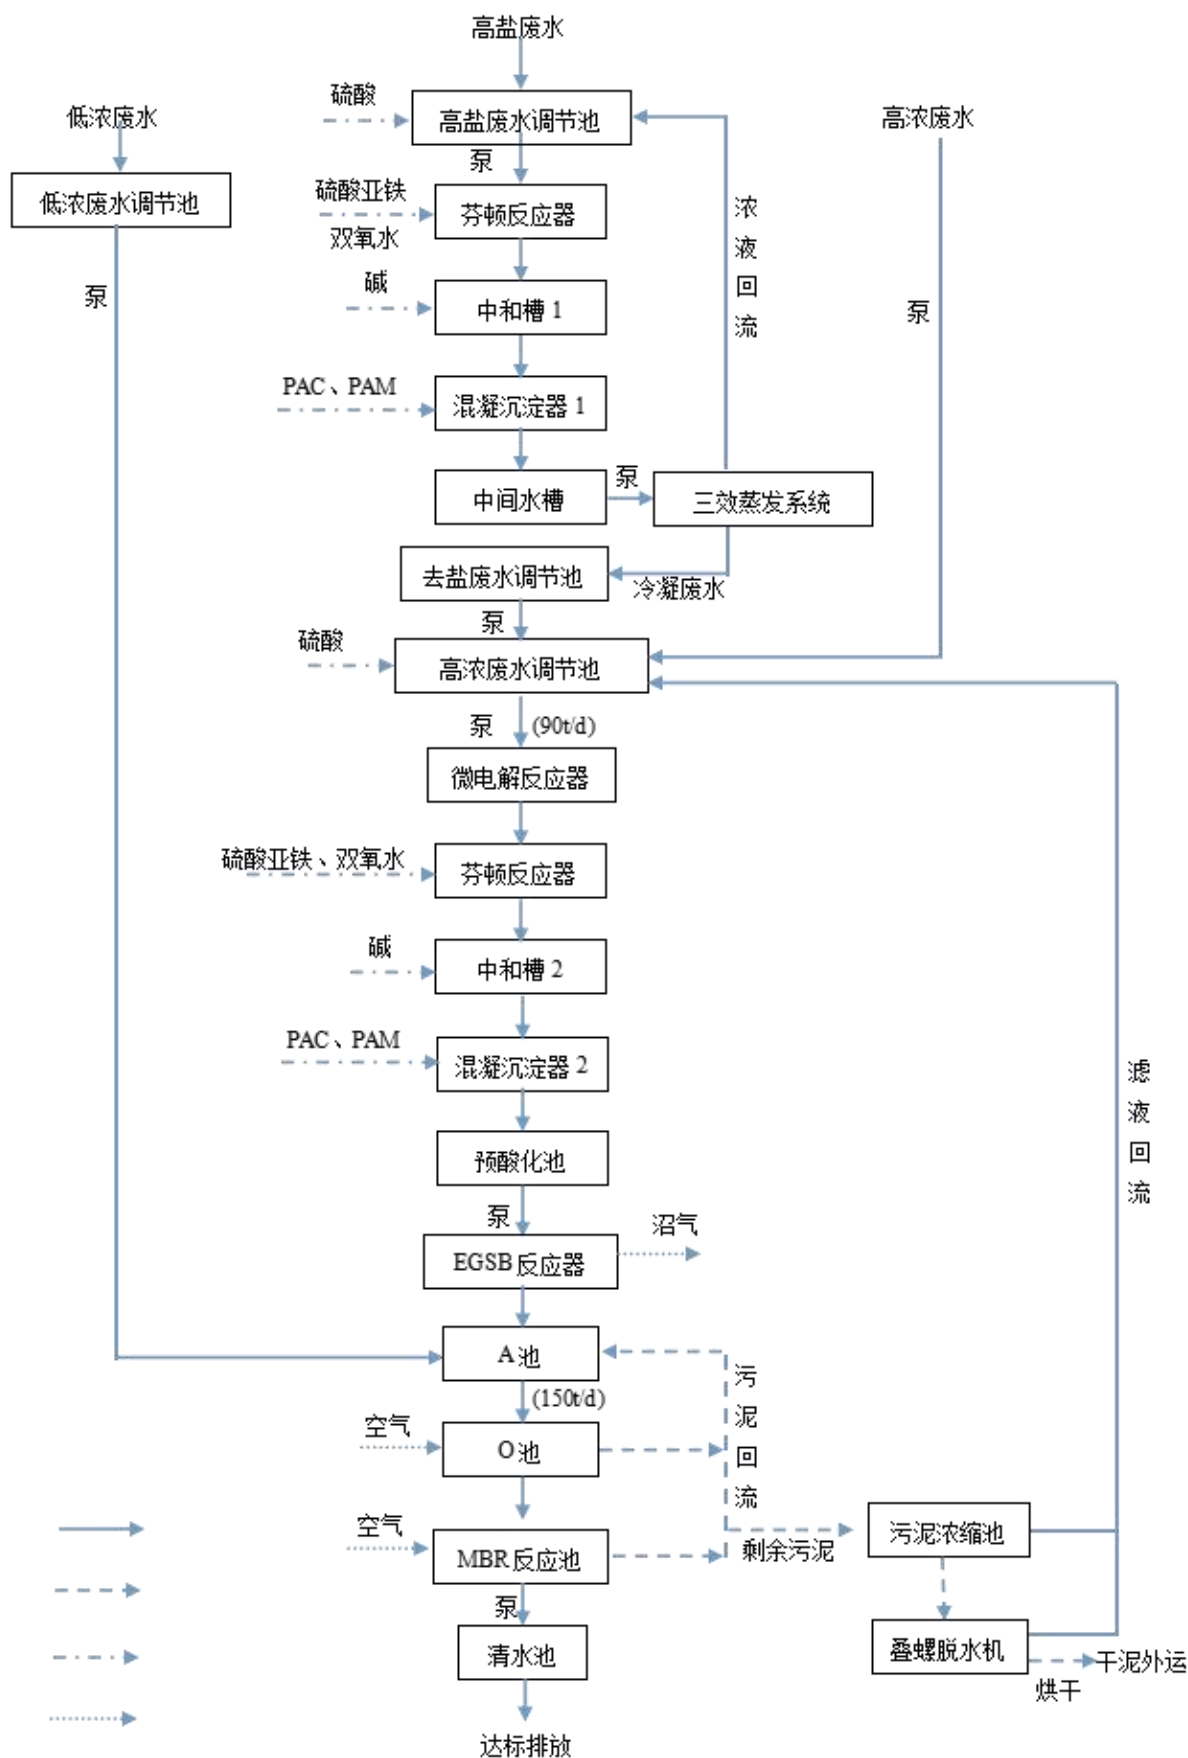 高盐废水
硫酸
低浓废水
高盐废水调节池
高浓废水
泵
低浓废水调节池
硫酸亚铁
芬顿反应器
双氧水
浓液回流
碱
泵
中和槽1
泵
PAC、PAM
混凝沉淀器1
泵
中间水槽
三效蒸发系统
去盐废水调节池
冷凝废水
泵
硫酸
高浓废水调节池
泵
(90t/d)
微电解反应器
硫酸亚铁、双氧水
芬顿反应器
碱
中和槽2
PAC、PAM
混凝沉淀器2
滤液回流
预酸化池
泵
沼气
EGSB反应器
A池
污泥回流
(150t/d)
空气
O池
空气
MBR反应池
剩余污泥
污泥浓缩池
泵
清水池
叠螺脱水机
干泥外运
烘干
达标排放